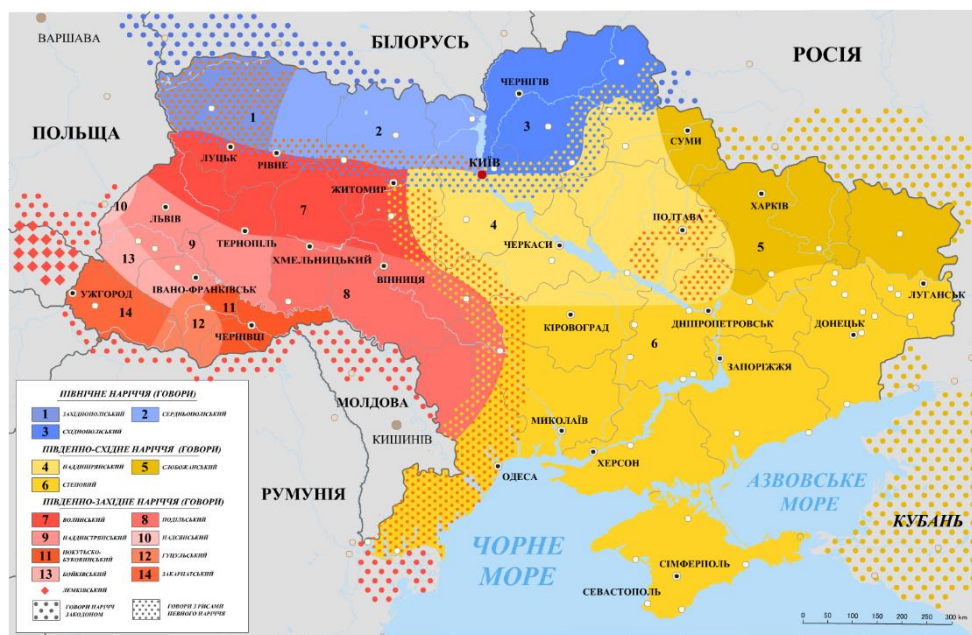 ВАРШАВА
БІЛОРУСЬ
РОСІЯ
ЧЕРНІГІВ
ПОЛЬЩА
1
2
3
СУМИ
ЛУЦЬК
РІВНЕ
КИЇВ
ЖИТОМИР
ХАРКІВ
10
ЛЬВІВ
7
4
ПОЛТАВА
ТЕРНОПІЛЬ
9
ЧЕРКАСИ
5
13
ХМЕЛЬНИЦЬКИЙ
ВІННИЦЯ
ІВАНО-ФРАНКІВСЬК
8
УЖГОРОД
14
11
12
ЧЕРНІВЦІ
ЛУГАНСЬК
КІРОВОГРАД
ДНІПРОПЕТРОВСЬК
ДОНЕЦЬК
6
ЗАПОРІЖЖЯ
МОЛДОВА
КИШИНІВ
МИКОЛАЇВ
ХЕРСОН
ОДЕСА
РУМУНІЯ
АЗОВСЬКЕ
МОРЕ
КУБАНЬ
ЧОРНЕ
МОРЕ
СІМФЕРПОЛЬ
СЕВАСТОПОЛЬ
ПІВНІЧНЕ НАРІЧЧЯ (ГОВОРИ)
1 ЗАХІДНОПОЛІСЬКИЙ 2 СЕРЕДНЬОПОЛІСЬКИЙ
3 СХІДНОПОЛІСЬКИЙ
ПІВДЕННО-СХІДНЕ НАРІЧЧЯ (ГОВОРИ)
4 НАДДНІПРЯНСЬКИЙ 5 СЛОБОЖАНСЬКИЙ
6 СТЕПОВИЙ
ПІВДЕННО-ЗАХІДНЕ НАРІЧЧЯ (ГОВОРИ)
7 ВОЛИНСЬКИЙ 8 ПОДІЛЬСЬКИЙ
9 НАДДНІСТРЯНСЬКИЙ 10 НАДСЯНСЬКИЙ
11 ПОКУТСЬКО-
БУКОВИНСЬКИЙ 12 ГУЦУЛЬСЬКИЙ
13 БОЙКІВСЬКИЙ 14 ЗАКАРПАТСЬКИЙ
ЛЕМКІВСЬКИЙ
ГОВОРИ НАРІЧЧ
ЗАКОДОНОМ
ГОВОРИ З РИСАМИ
ПЕВНОГО НАРІЧЧЯ
0 50 100 150 200 250 300 km